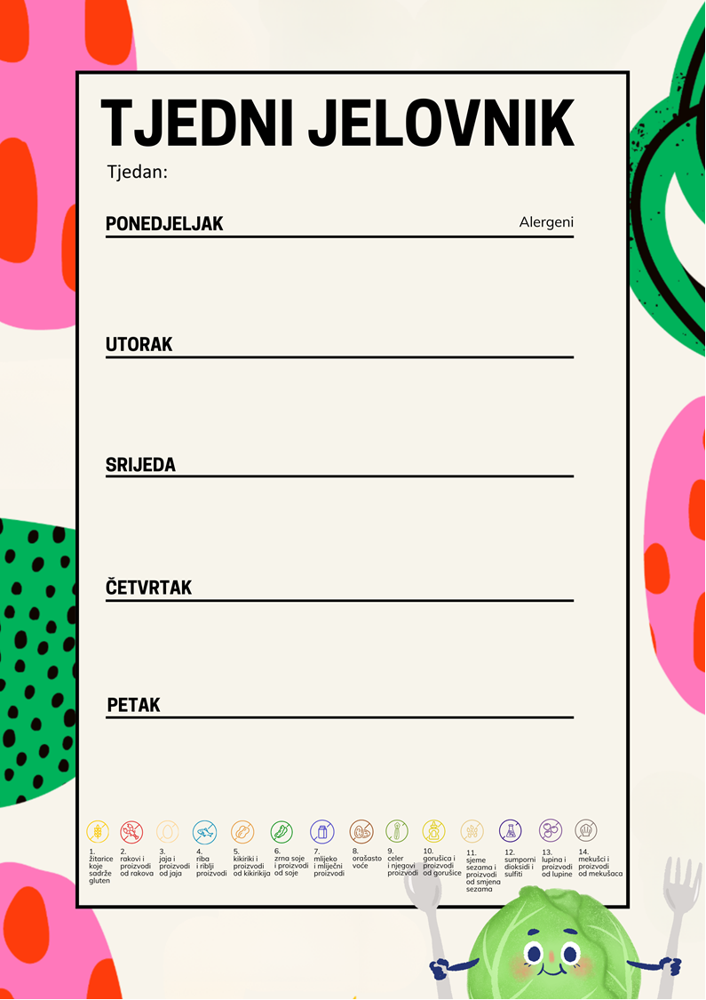 TJEDNI JELOVNIK
Tjedan:
PONEDJELJAK Alergeni
UTORAK
SRIJEDA
ČETVRTAK
PETAK
1.
žitarice
koje
sadrže
gluten
2.
rakovi i
proizvodi
od rakova
3.
jaja i
proizvodi
od jaja
4.
riba
i riblji
proizvodi
5.
kikiriki i
proizvodi
od kikirikija
6.
zrna soje
i proizvodi
od soje
7.
mlijeko
i mliječni
proizvodi
8.
orašasto
voće
9.
celer
i njegovi
proizvodi
10.
gorušica i
proizvodi
od gorušice
11.
sjeme
sezama i
proizvodi
od smjena
sezama
12.
sumporni
dioksidi i
sulfiti
13.
lupina i
proizvodi
od lupine
14.
mekušci i
proizvodi
od mekušaca